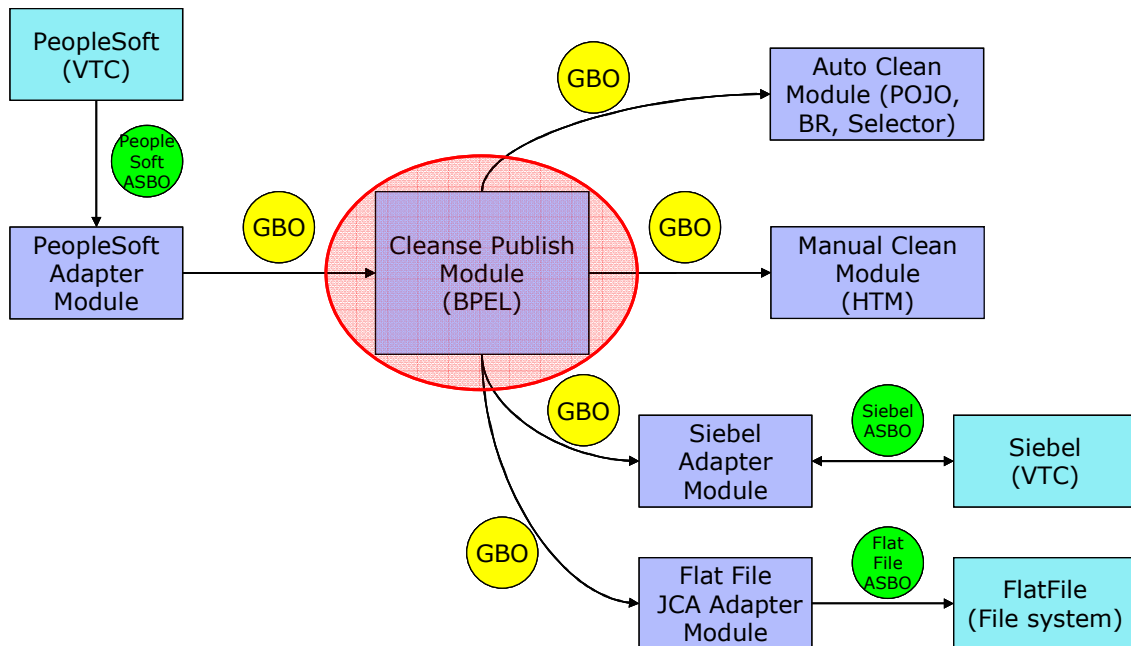 PeopleSoft
(VTC)
People
Soft
ASBO
PeopleSoft
Adapter
Module
GBO
Cleanse Publish
Module
(BPEL)
GBO
Auto Clean
Module (POJO,
BR, Selector)
GBO
Manual Clean
Module
(HTM)
GBO
Siebel
Adapter
Module
Siebel
ASBO
Siebel
(VTC)
GBO
Flat File
JCA Adapter
Module
Flat
File
ASBO
FlatFile
(File system)